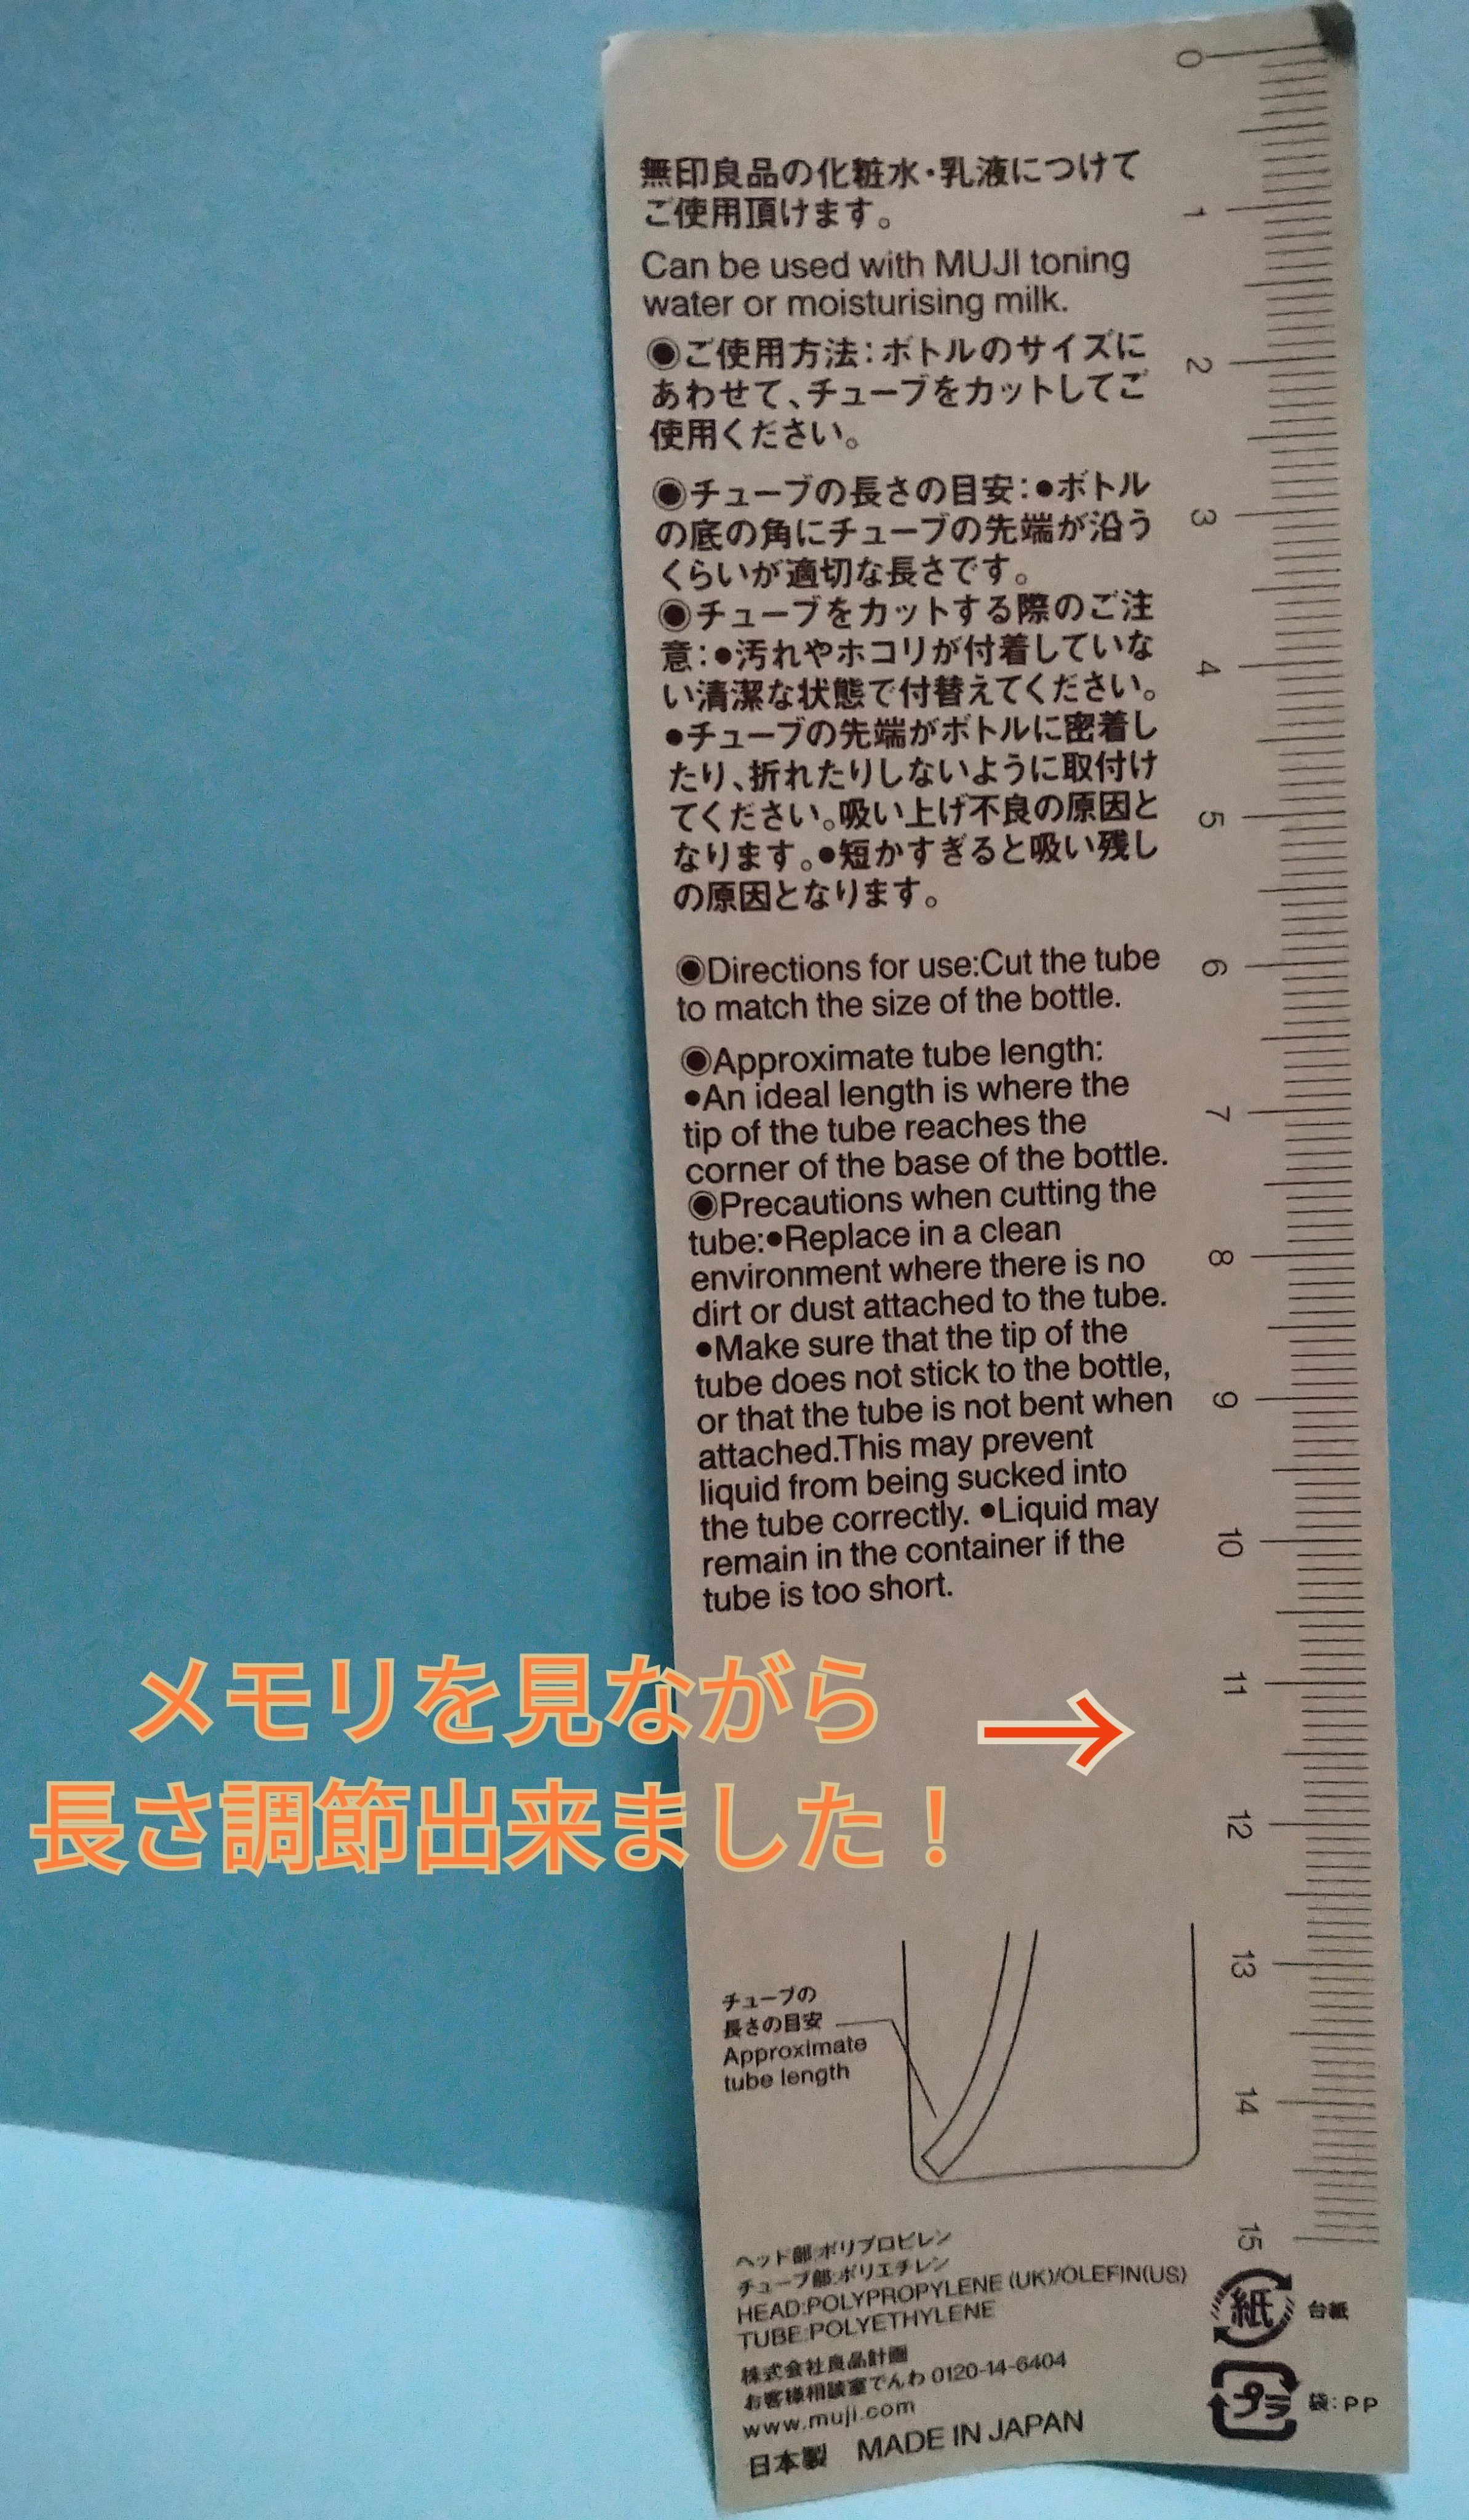 無印良品の化粧水・乳液につけて
ご使用頂けます。
Can be used with MUJI toning
water or moisturising milk.
◉ご使用方法：ボトルのサイズに
あわせて、チューブをカットしてご
使用ください。
◉チューブの長さの目安：●ボトル
の底の角にチューブの先端が沿う
くらいが適切な長さです。
◉チューブをカットする際のご注
意：●汚れやホコリが付着していな
い清潔な状態で付替えてください。
●チューブの先端がボトルに密着し
たり、折れたりしないように取付け
てください。吸い上げ不良の原因と
なります。●短かすぎると吸い残し
の原因となります。
◉Directions for use:Cut the tube
to match the size of the bottle.
◉Approximate tube length:
●An ideal length is where the
tip of the tube reaches the
corner of the base of the bottle.
◉Precautions when cutting the
tube:●Replace in a clean
environment where there is no
dirt or dust attached to the tube.
●Make sure that the tip of the
tube does not stick to the bottle,
or that the tube is not bent when
attached.This may prevent
liquid from being sucked into
the tube correctly. ●Liquid may
remain in the container if the
tube is too short.
メモリを見ながら
→
長さ調節出来ました！
チューブの
長さの目安
Approximate
tube length
ヘッド部:ポリプロピレン
チューブ部:ポリエチレン
HEAD:POLYPROPYLENE (UK)/OLEFIN(US)
TUBE:POLYETHYLENE
株式会社良品計画
お客様相談室でんわ 0120-14-6404
www.muji.com
日本製 MADE IN JAPAN
0
1
2
3
4
5
6
7
8
9
10
11
12
13
14
15
紙 台紙
プラ 袋：PP